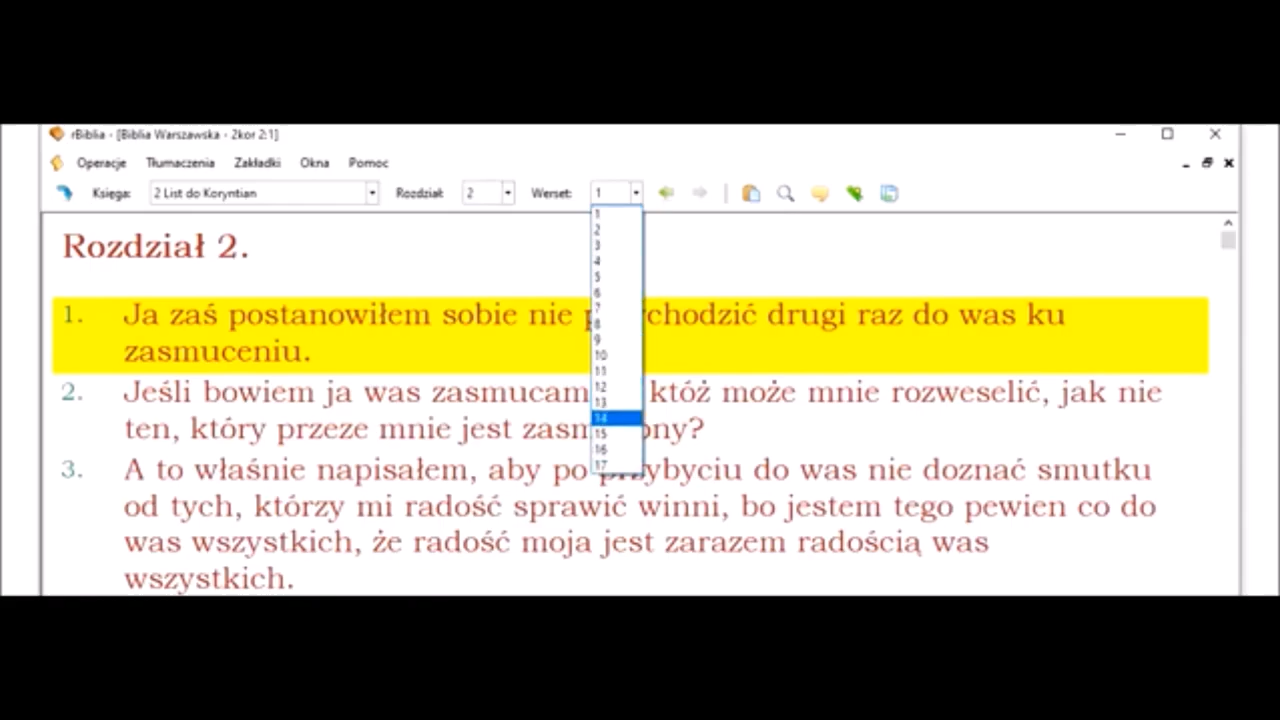 rBiblia - [Biblia Warszawska - 2kor 2:1]
Operacje Tłumaczenia Zakładki Okna Pomoc
Księga: 2 List do Koryntian Rozdział: 2 Werset: 1
1
2
3
4
5
6
7
8
9
10
11
12
13
14
15
16
17
Rozdział 2.
1. Ja zaś postanowiłem sobie nie chodzić drugi raz do was ku
zasmuceniu.
2. Jeśli bowiem ja was zasmucam któż może mnie rozweselić, jak nie
ten, który przeze mnie jest
3. A to właśnie napisałem, aby po przybyciu do was nie doznać smutku
od tych, którzy mi radość sprawić winni, bo jestem tego pewien co do
was wszystkich, że radość moja jest zarazem radością was
wszystkich.